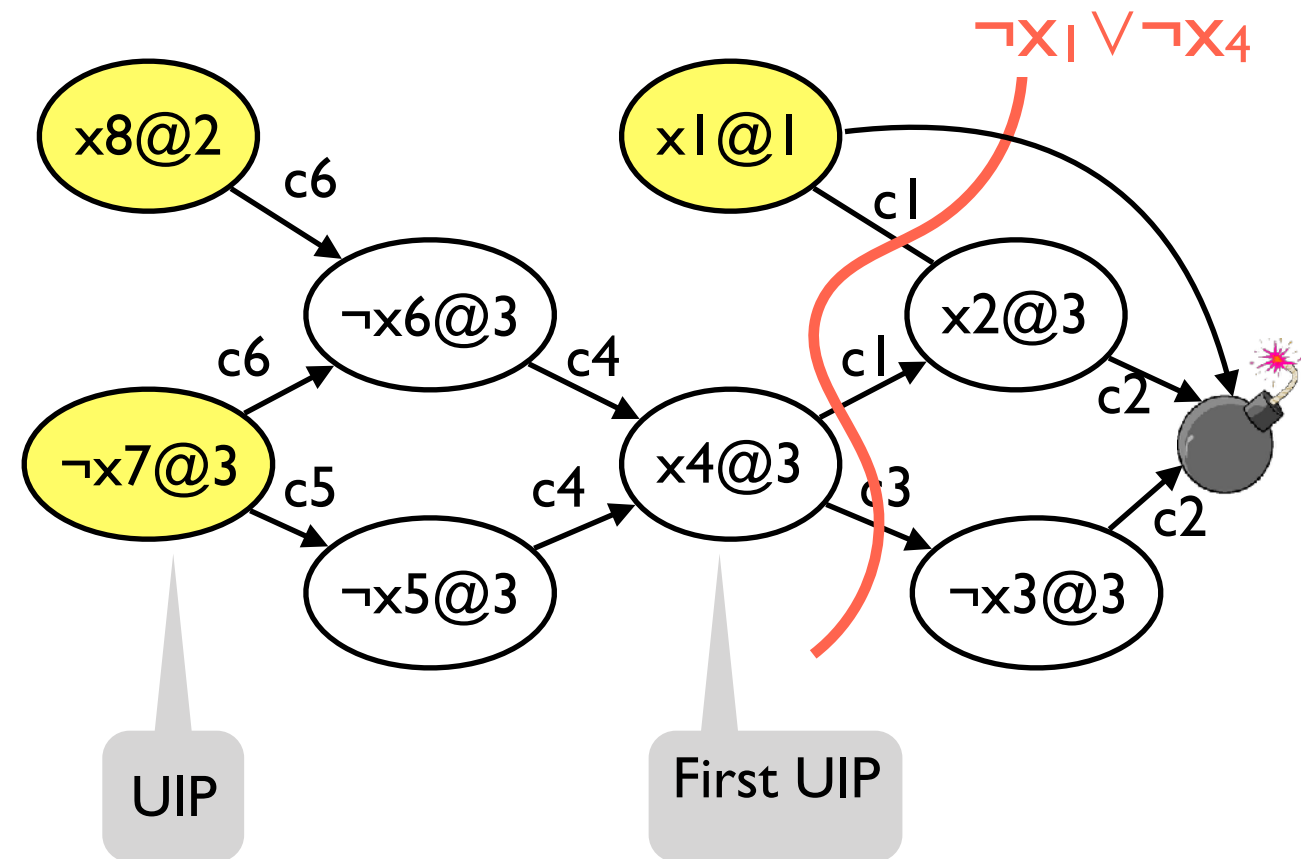 ¬x1 ∨ ¬x4
x8@2
x1@1
c6
c1
¬x6@3
x2@3
c6
c4
c1
c2
¬x7@3
x4@3
c5
c4
c3
c2
¬x5@3
¬x3@3
UIP
First UIP